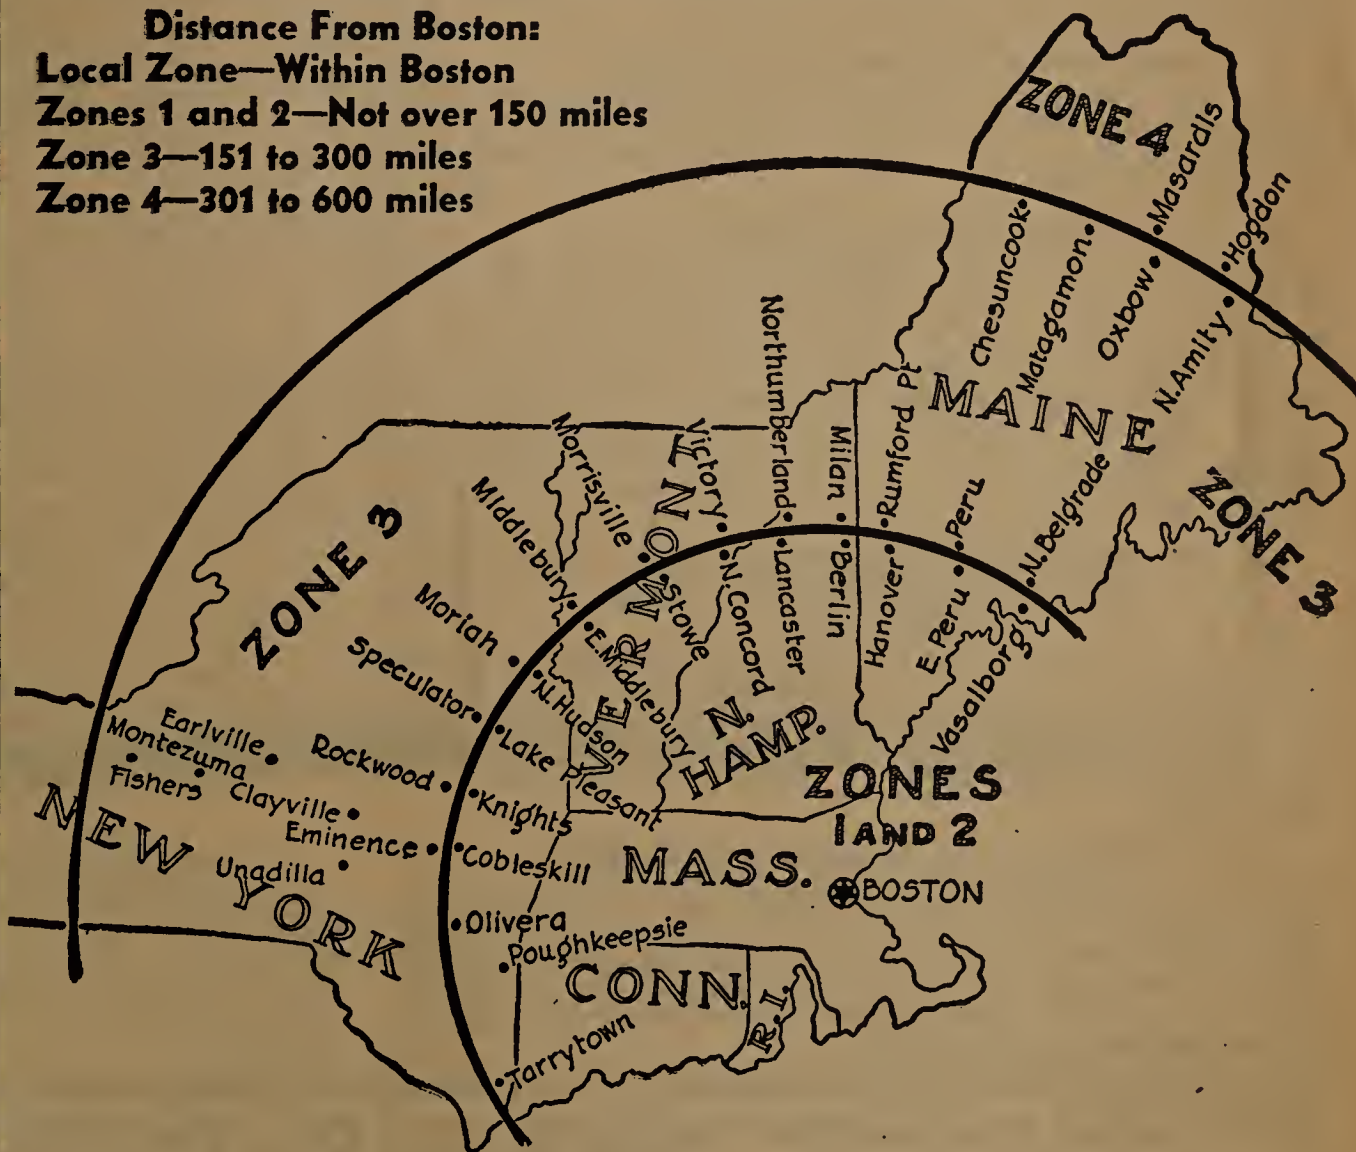 Distance From Boston:
Local Zone—Within Boston
Zones 1 and 2—Not over 150 miles
Zone 3—151 to 300 miles
Zone 4—301 to 600 miles
ZONE 4
Masardis
Hogdon
Chesuncook
Matagamon
Oxbow
N. Amity
MAINE
ZONE 3
Northumberland
Milan
Rumford Pt
Peru
N. Belgrade
Morrisville
Victory
Middlebury
VERMONT
Lancaster
Berlin
Hanover
E. Peru
Vasalborg
N. Concord
Stowe
E. Middlebury
N. HAMP.
ZONE 3
Moriah
Speculator
N. Hudson
Lake Pleasant
Earlville
Montezuma
Fishers
Rockwood
Knights
Clayville
Eminence
Cobleskill
Unadilla
NEW YORK
ZONES
1 AND 2
MASS.
BOSTON
Olivera
Poughkeepsie
CONN.
R.I.
Tarrytown